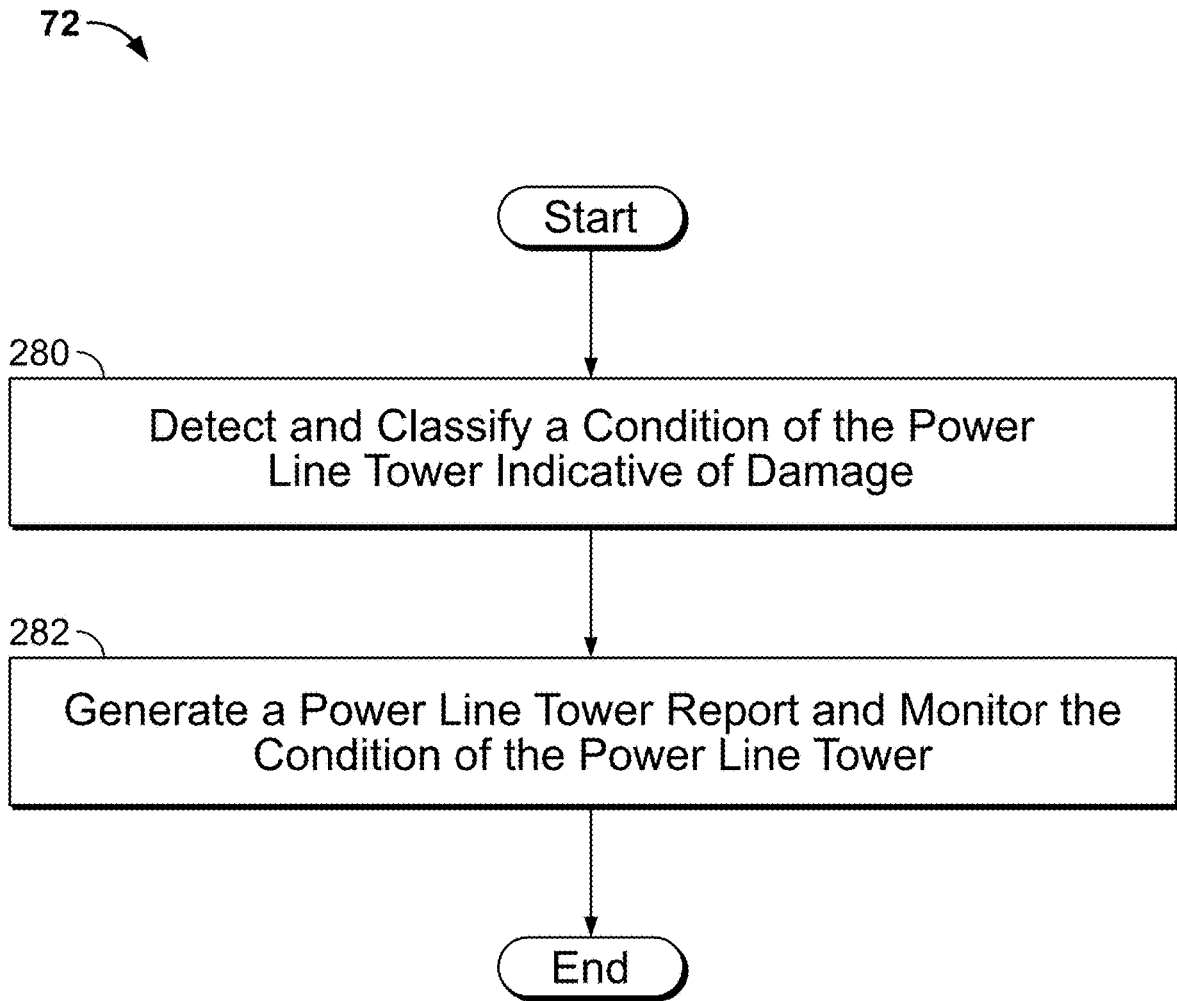 72
Start
280
Detect and Classify a Condition of the Power
Line Tower Indicative of Damage
282
Generate a Power Line Tower Report and Monitor the
Condition of the Power Line Tower
End